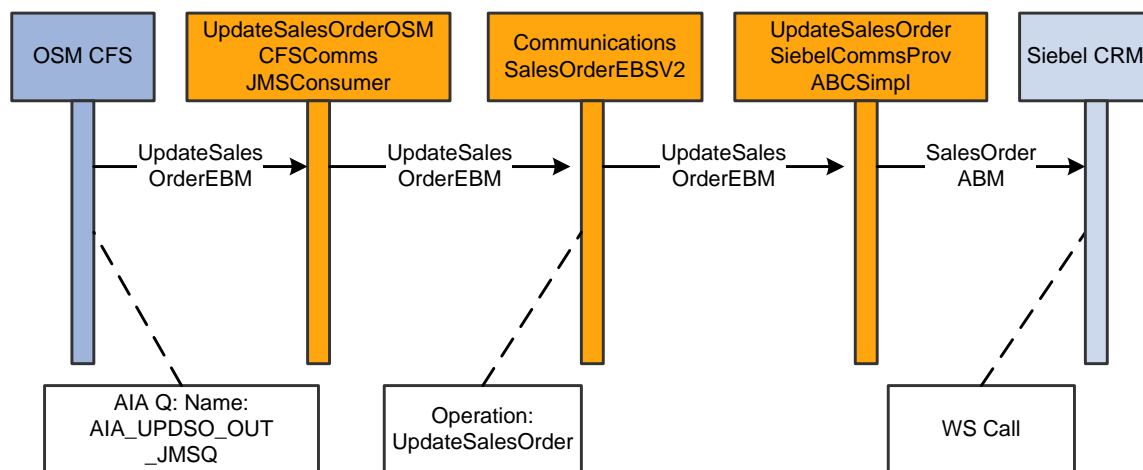 OSM CFS
UpdateSalesOrderOSM
CFSComms
JMSConsumer
Communications
SalesOrderEBSV2
UpdateSalesOrder
SiebelCommsProv
ABCSimpl
Siebel CRM
UpdateSales
OrderEBM
UpdateSales
OrderEBM
UpdateSales
OrderEBM
SalesOrder
ABM
AIA Q: Name:
AIA_UPDSO_OUT
_JMSQ
Operation:
UpdateSalesOrder
WS Call